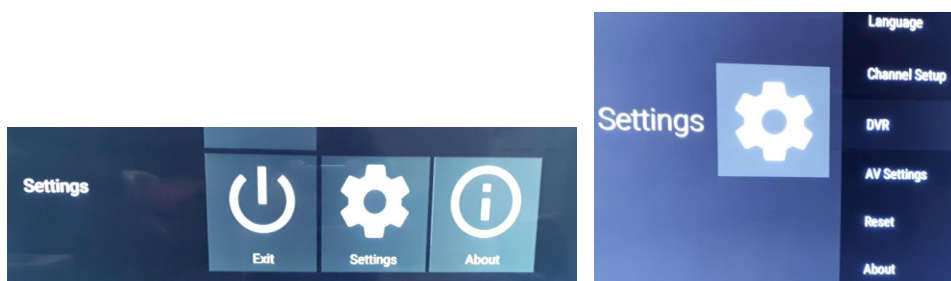 Settings
Exit
Settings
About
Settings
Language
Channel Setup
DVR
AV Settings
Reset
About